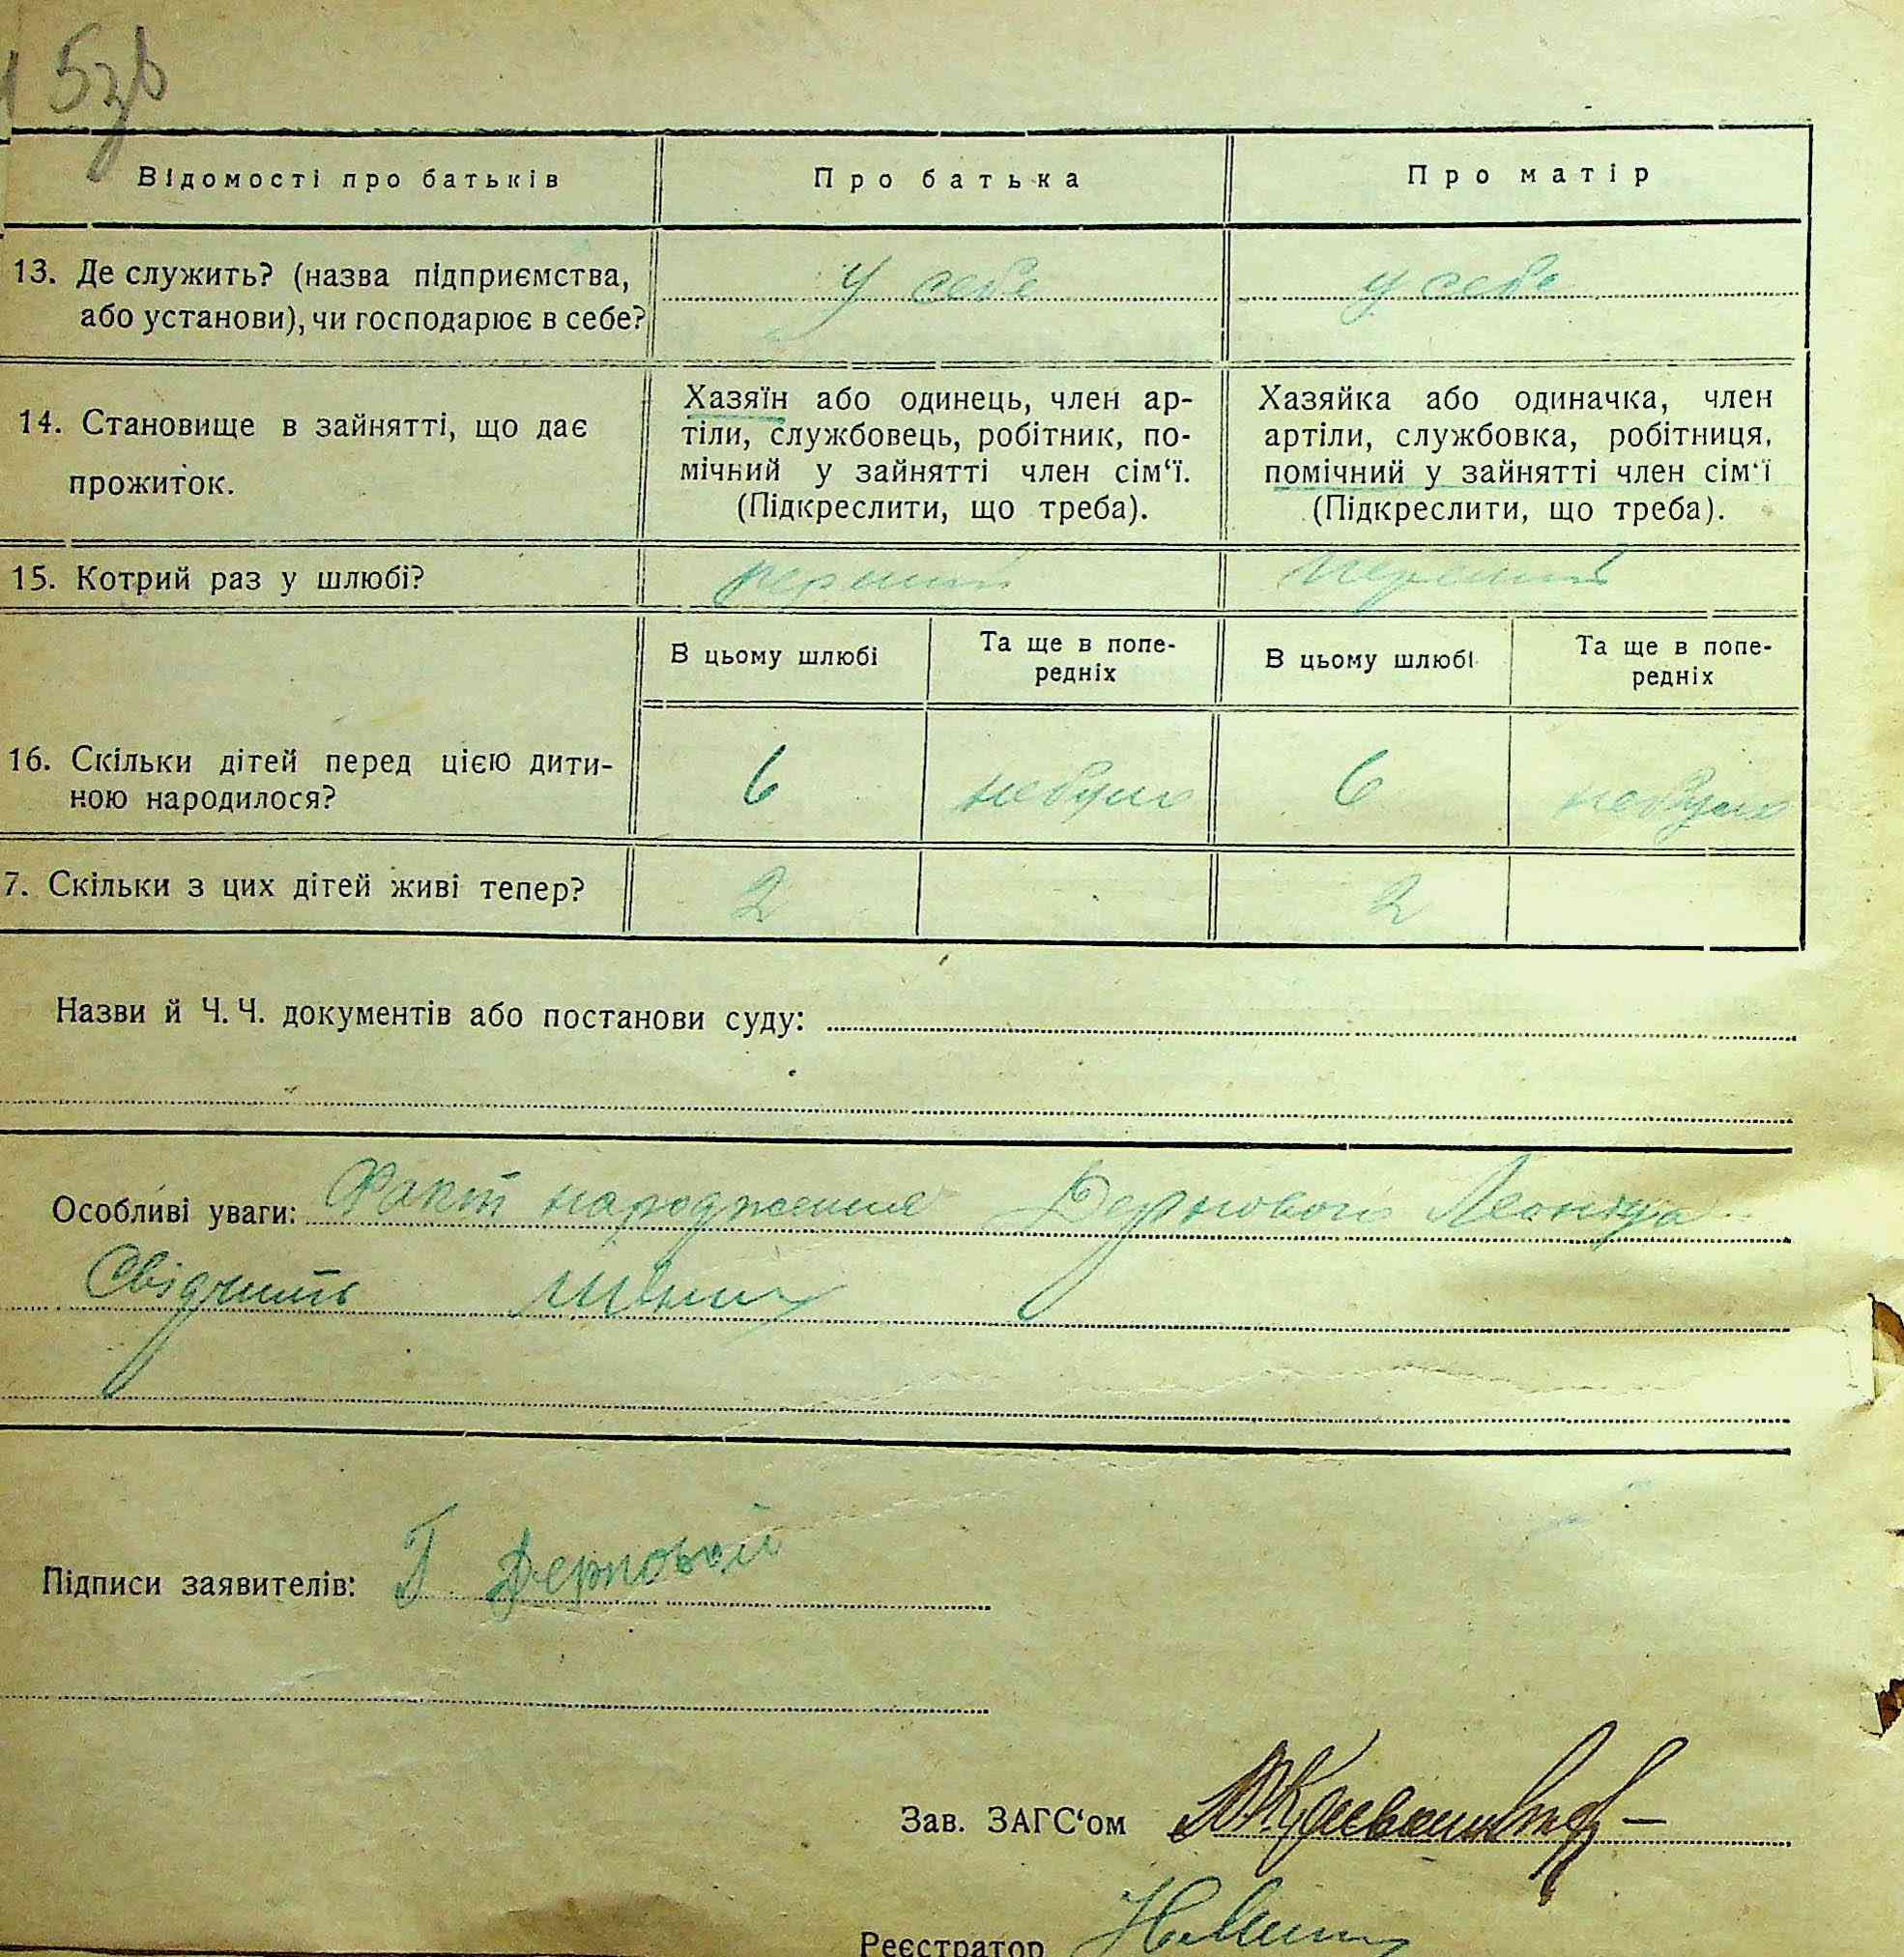 15зв
Відомості про батьків Про батька Про матір
13. Де служить? (назва підприємства, у себе у себе
або установи), чи господарює в себе?
14. Становище в зайнятті, що дає прожиток.
Хазяїн або одинець, член ар-
тіли, службовець, робітник, по-
мічний у зайнятті член сім‘ї.
(Підкреслити, що треба).
Хазяйка або одиначка, член
артіли, службовка, робітниця,
помічний у зайнятті член сім‘ї
(Підкреслити, що треба).
15. Котрий раз у шлюбі? перший перший
В цьому шлюбі Та ще в попе-
редніх
В цьому шлюбі Та ще в попе-
редніх
16. Скільки дітей перед цією дити-
ною народилося? 6 небуло 6 небуло
7. Скільки з цих дітей живі тепер? 2 2
Назви й Ч. Ч. документів або постанови суду:
Особливі уваги: Факт народження Дернового
Свідчить
Підписи заявителів: Дерновой
Зав. ЗАГС‘ом
Реєстратор